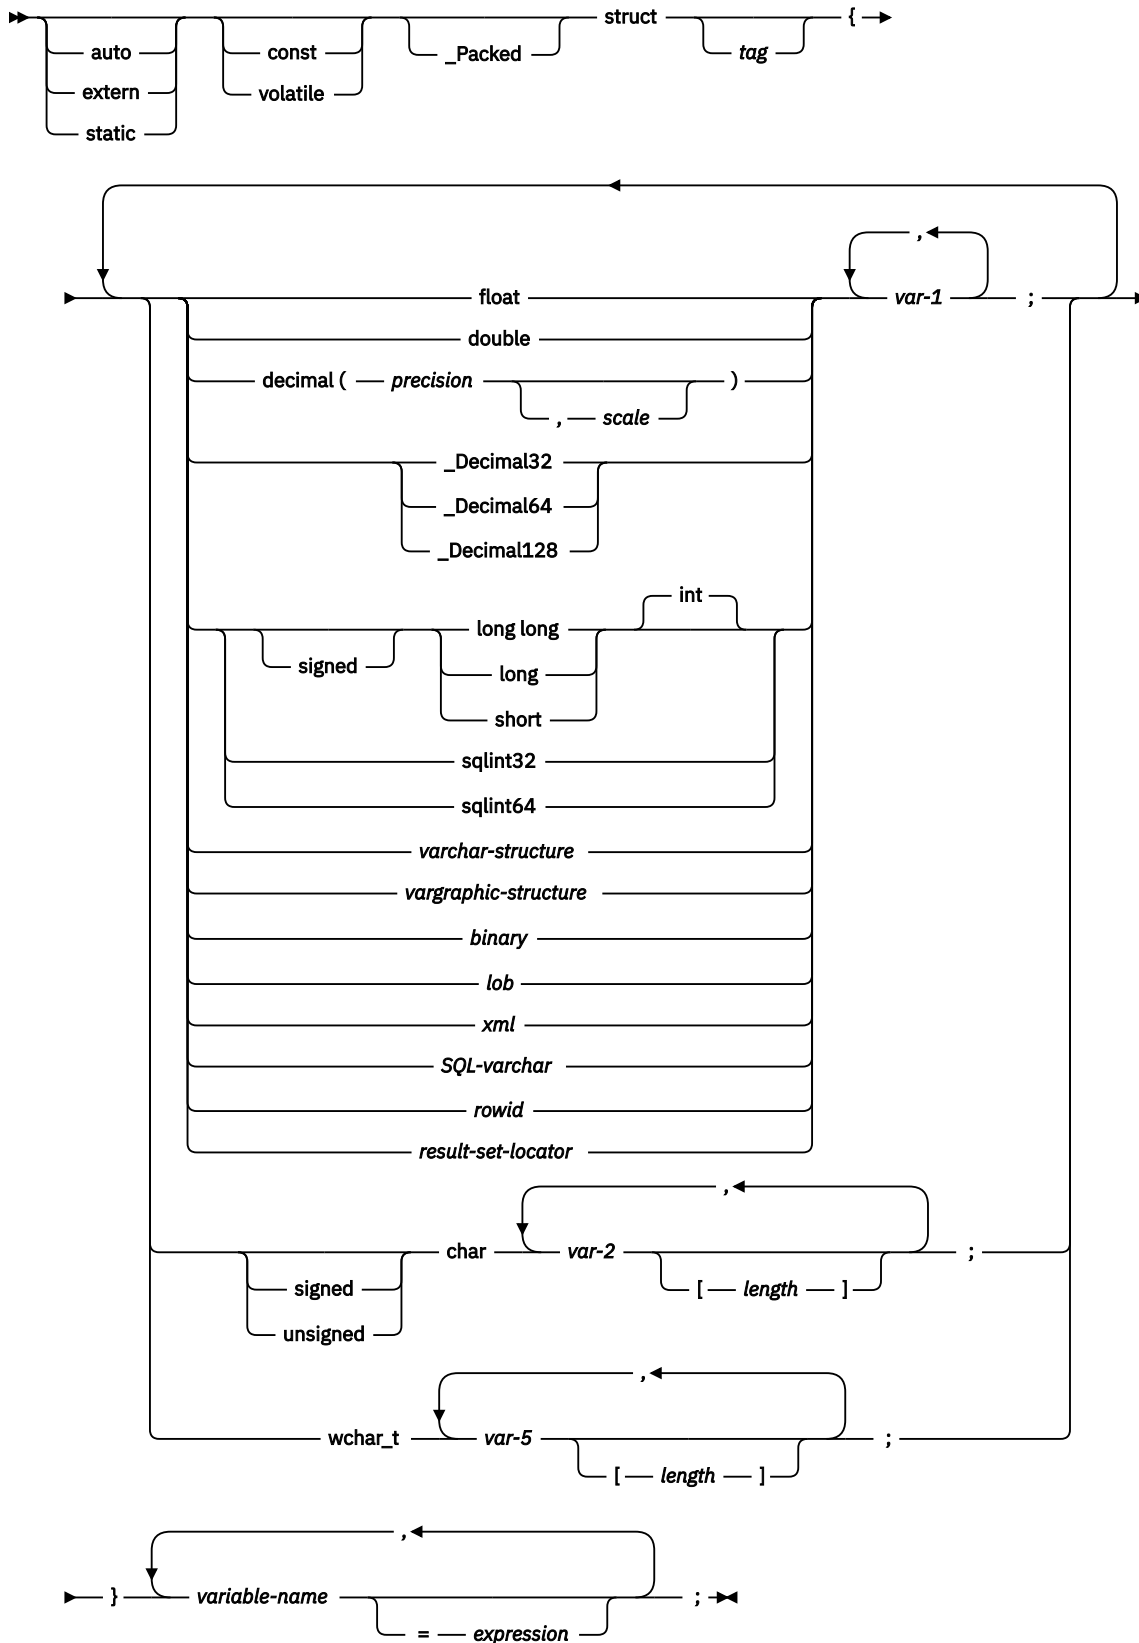 struct {
auto _Packed tag
const
extern volatile
static
,
float var-1 ;
double
decimal ( precision )
, scale
_Decimal32
_Decimal64
_Decimal128
int
long long
signed long
short
sqlint32
sqlint64
varchar-structure
vargraphic-structure
binary
lob
xml
SQL-varchar
rowid
result-set-locator
,
char var-2 ;
signed [ length ]
unsigned
,
wchar_t var-5 ;
[ length ]
,
} variable-name ;
= expression